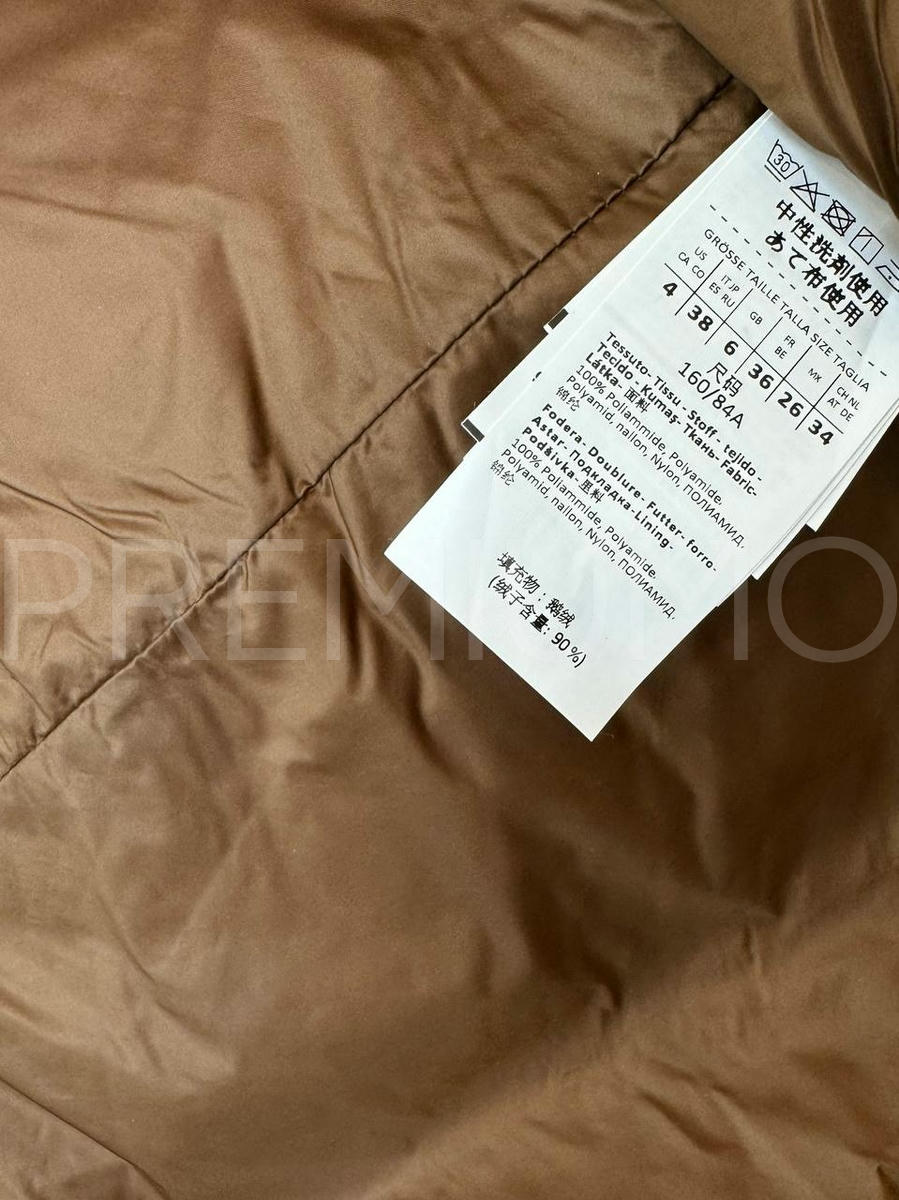 30
中性洗剤使用
あて布使用
GRÖSSE TAILLE TALLA SIZE TAGLIA
US CA CO
IT JP ES RU
GB
FR BE
MX
CH NL AT DE
4 38 6 36 26 34
尺码
160/84A
Tessuto- Tissu - Stoff - tejido -
Tecido - Kumaş- Ткань- Fabric-
Látka- 面料
100% Poliammide, Polyamide,
Polyamid, nailon, Nylon, ПОЛИАМИД,
锦纶
Fodera- Doublure- Futter- forro-
Astar- Подкладка-Lining-
Podšívka- 里料
100% Poliammide, Polyamide,
Polyamid, nailon, Nylon, ПОЛИАМИД,
锦纶
填充物：鹅绒
(绒子含量: 90%)